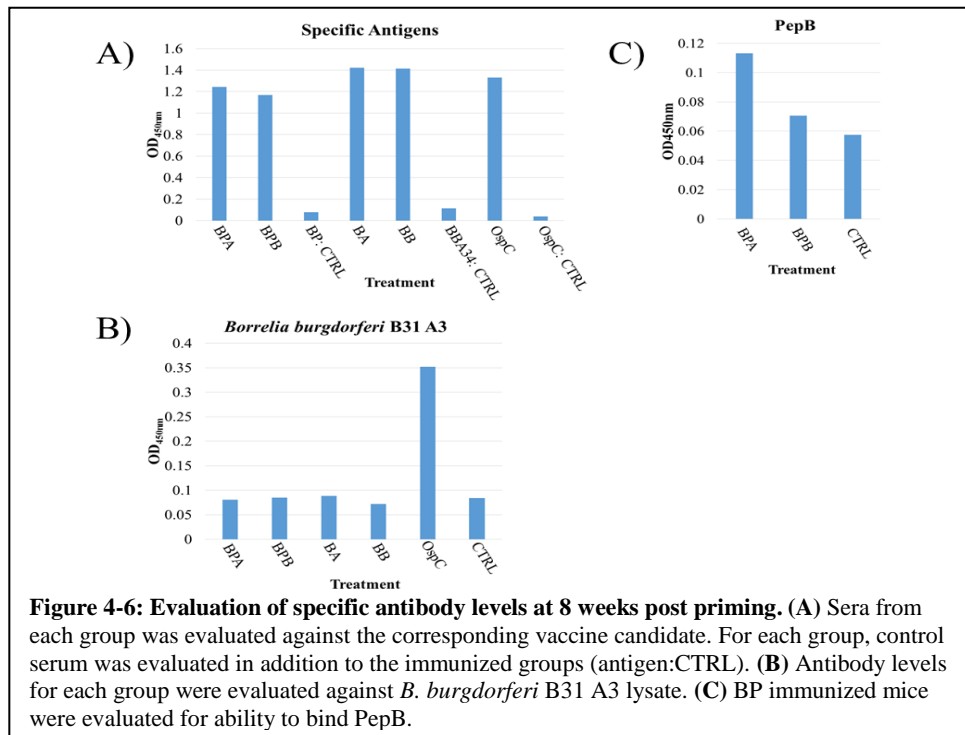 A)
Specific Antigens
OD450nm
1.6
1.4
1.2
1
0.8
0.6
0.4
0.2
0
BPA
BPB
BP: CTRL
BA
BB
BBA34: CTRL
OspC
OspC: CTRL
Treatment
C)
PepB
OD450nm
0.12
0.1
0.08
0.06
0.04
0.02
0
BPA
BPB
CTRL
Treatment
B)
Borrelia burgdorferi B31 A3
OD450nm
0.4
0.35
0.3
0.25
0.2
0.15
0.1
0.05
0
BPA
BPB
BA
BB
OspC
CTRL
Treatment
Figure 4-6: Evaluation of specific antibody levels at 8 weeks post priming. (A) Sera from
each group was evaluated against the corresponding vaccine candidate. For each group, control
serum was evaluated in addition to the immunized groups (antigen:CTRL). (B) Antibody levels
for each group were evaluated against B. burgdorferi B31 A3 lysate. (C) BP immunized mice
were evaluated for ability to bind PepB.